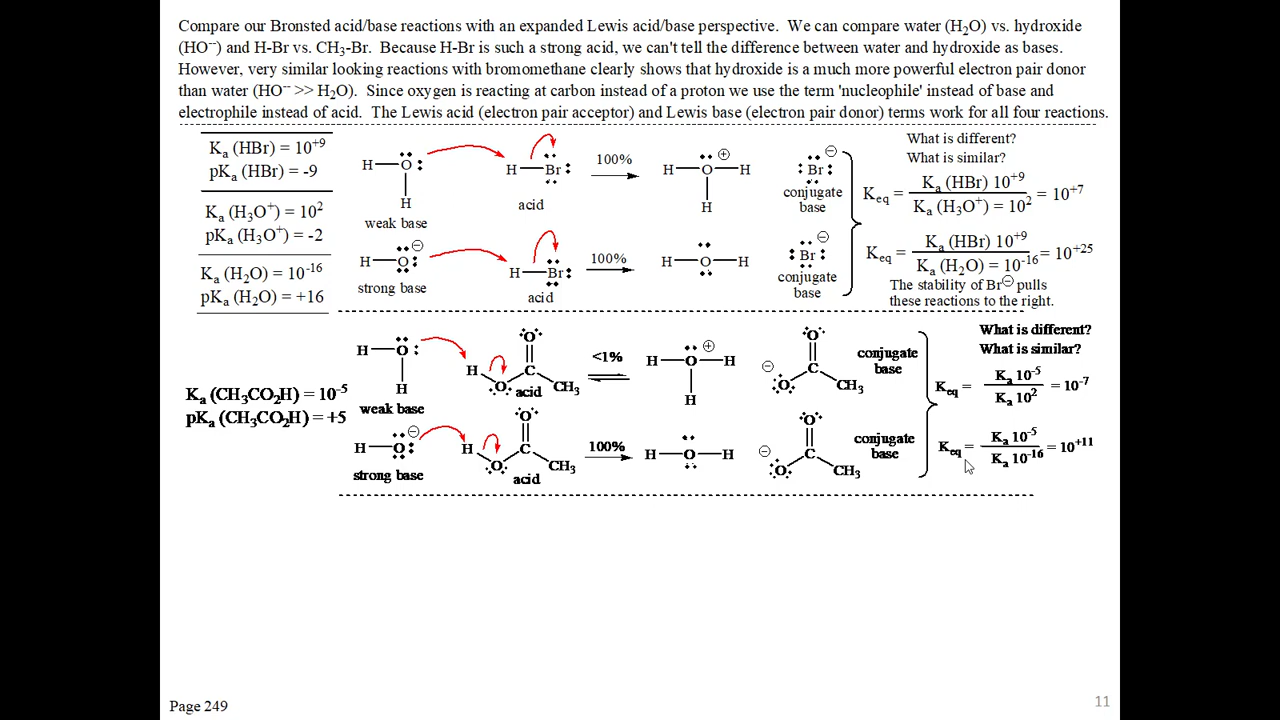 Compare our Bronsted acid/base reactions with an expanded Lewis acid/base perspective. We can compare water (H₂O) vs. hydroxide
(HO⁻) and H-Br vs. CH₃-Br. Because H-Br is such a strong acid, we can't tell the difference between water and hydroxide as bases.
However, very similar looking reactions with bromomethane clearly shows that hydroxide is a much more powerful electron pair donor
than water (HO⁻ >> H₂O). Since oxygen is reacting at carbon instead of a proton we use the term 'nucleophile' instead of base and
electrophile instead of acid. The Lewis acid (electron pair acceptor) and Lewis base (electron pair donor) terms work for all four reactions.
Kₐ (HBr) = 10⁺⁹
pKₐ (HBr) = -9
Kₐ (H₃O⁺) = 10²
pKₐ (H₃O⁺) = -2
Kₐ (H₂O) = 10⁻¹⁶
pKₐ (H₂O) = +16
H—O:
H
weak base
H—Br:
acid
100%
H—O—H ⊕
H
:Br: ⊖
conjugate
base
What is different?
What is similar?
Keq = Kₐ (HBr) 10⁺⁹ / Kₐ (H₃O⁺) = 10² = 10⁺⁷
H—O: ⊖
strong base
H—Br:
acid
100%
H—O—H
:Br: ⊖
conjugate
base
Keq = Kₐ (HBr) 10⁺⁹ / Kₐ (H₂O) = 10⁻¹⁶ = 10⁺²⁵
The stability of Br⊖ pulls
these reactions to the right.
Kₐ (CH₃CO₂H) = 10⁻⁵
pKₐ (CH₃CO₂H) = +5
H—O:
H
weak base
O
H
O C CH₃
acid
<1%
H—O—H ⊕
H
O
⊖ O C CH₃
conjugate
base
What is different?
What is similar?
Keq = Kₐ 10⁻⁵ / Kₐ 10² = 10⁻⁷
H—O: ⊖
strong base
O
H
O C CH₃
acid
100%
H—O—H
O
⊖ O C CH₃
conjugate
base
Keq = Kₐ 10⁻⁵ / Kₐ 10⁻¹⁶ = 10⁺¹¹
Page 249
11